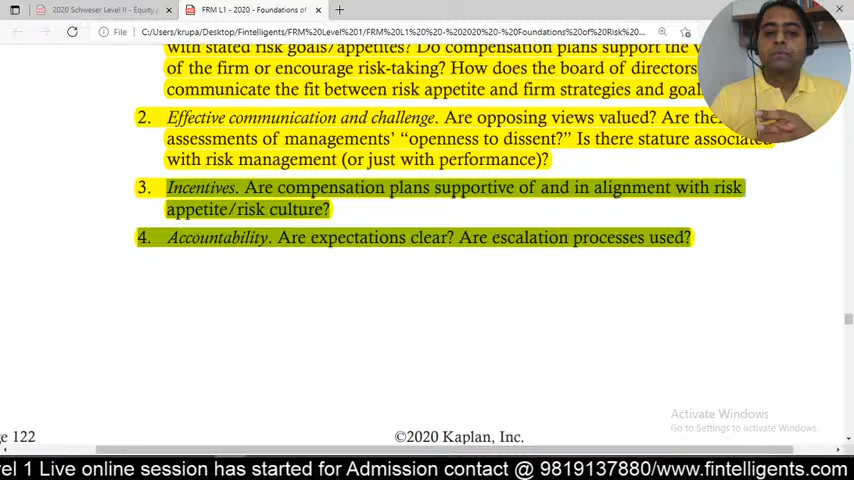 2020 Schweser Level II - Equity
FRM L1 - 2020 - Foundations of
File
C:/Users/krupa/Desktop/Fintelligents/FRM%20Level%201/FRM%20L1%20%20-%202020%20-%20Foundations%20of%20Risk%20M...
with stated risk goals/appetites? Do compensation plans support the v
of the firm or encourage risk-taking? How does the board of directors
communicate the fit between risk appetite and firm strategies and goal
2. Effective communication and challenge. Are opposing views valued? Are the
assessments of managements' “openness to dissent?” Is there stature associate
with risk management (or just with performance)?
3. Incentives. Are compensation plans supportive of and in alignment with risk
appetite/risk culture?
4. Accountability. Are expectations clear? Are escalation processes used?
Activate Windows
Go to Settings to activate Windows.
e 122
©2020 Kaplan, Inc.
vel 1 Live online session has started for Admission contact @ 9819137880/www.fintelligents.com